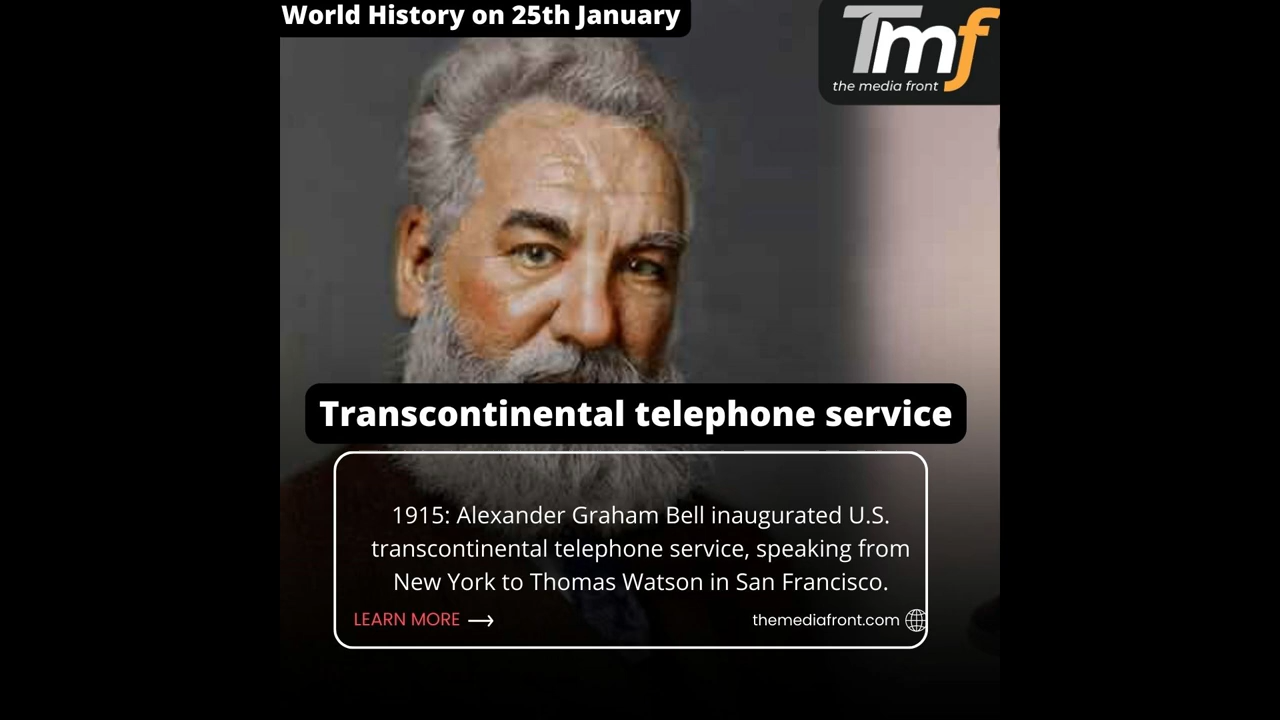 World History on 25th January
Tmf
the media front
Transcontinental telephone service
1915: Alexander Graham Bell inaugurated U.S.
transcontinental telephone service, speaking from
New York to Thomas Watson in San Francisco.
LEARN MORE
themediafront.com